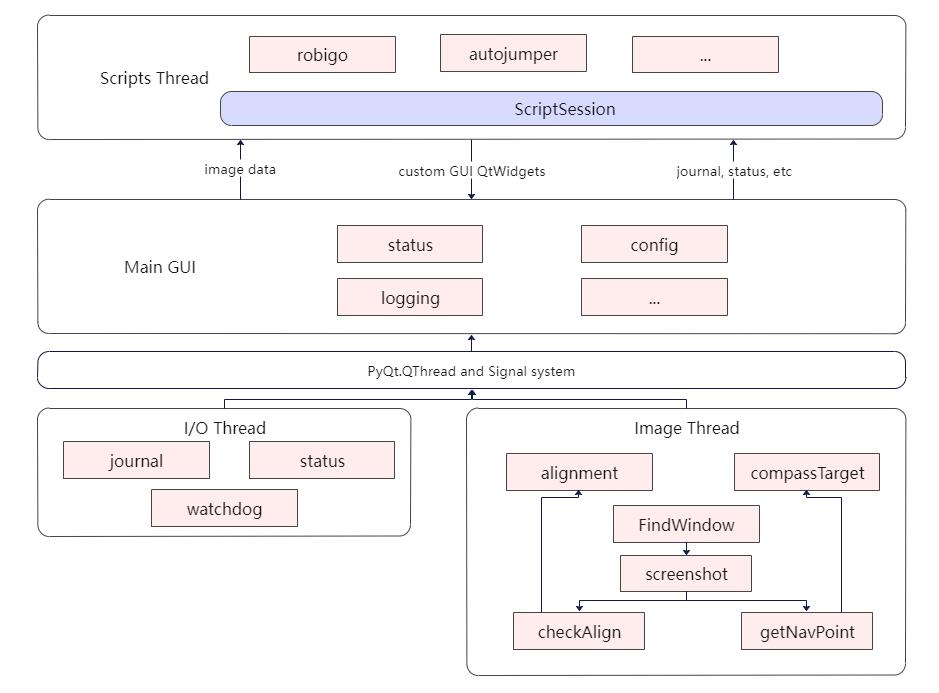 robigo
autojumper
...
Scripts Thread
ScriptSession
image data
custom GUI QtWidgets
journal, status, etc
status
config
Main GUI
logging
...
PyQt.QThread and Signal system
I/O Thread
journal
status
watchdog
Image Thread
alignment
compassTarget
FindWindow
screenshot
checkAlign
getNavPoint